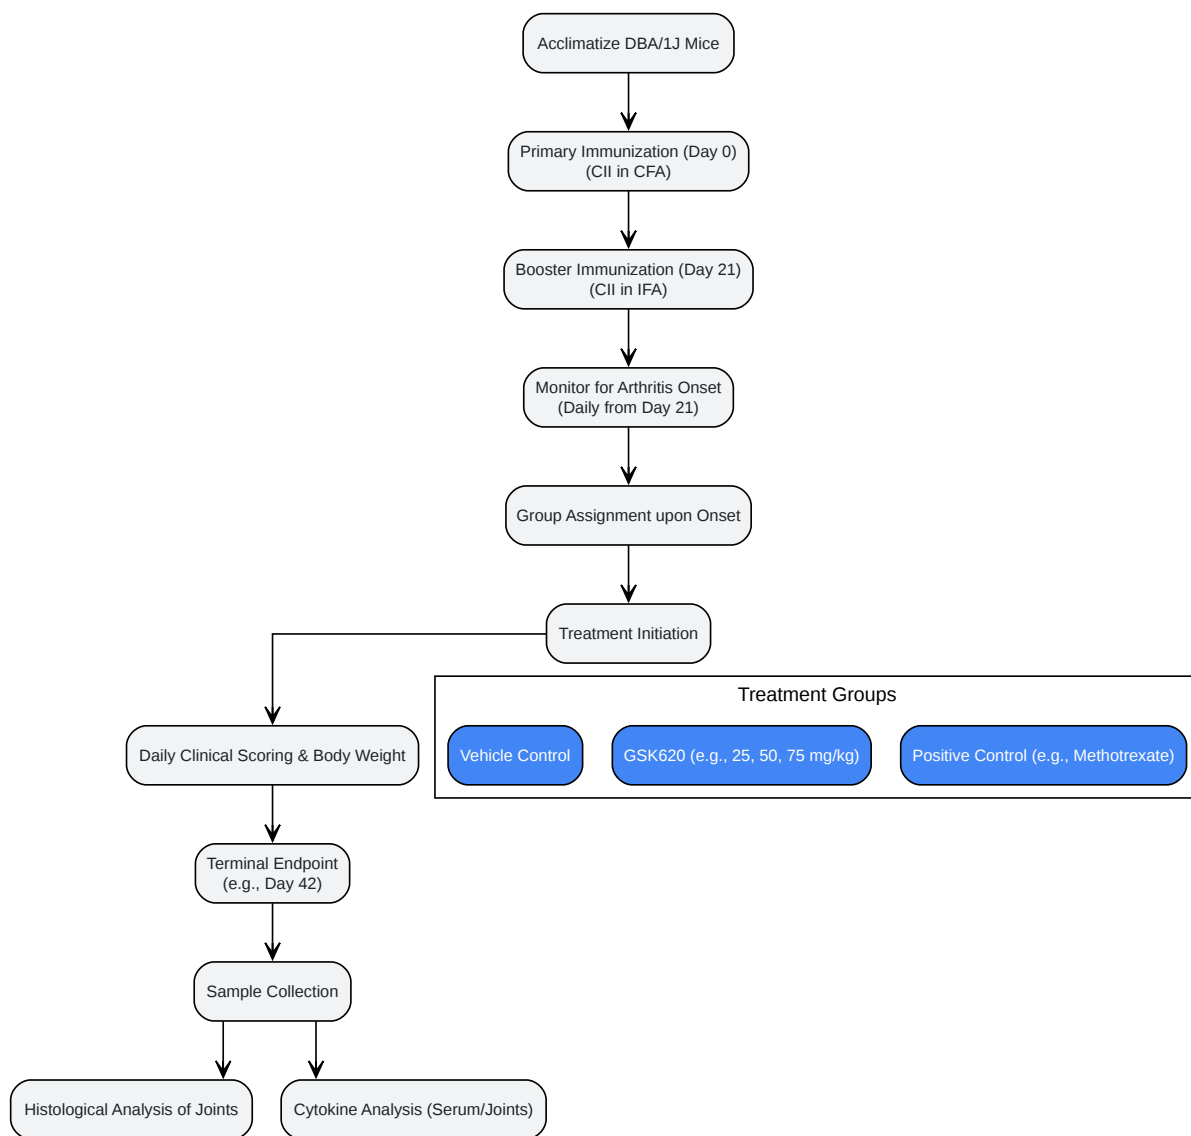 Acclimatize DBA/1J Mice
Primary Immunization (Day 0)
(CII in CFA)
Booster Immunization (Day 21)
(CII in IFA)
Monitor for Arthritis Onset
(Daily from Day 21)
Group Assignment upon Onset
Treatment Initiation
Treatment Groups
Daily Clinical Scoring & Body Weight
Vehicle Control
GSK620 (e.g., 25, 50, 75 mg/kg)
Positive Control (e.g., Methotrexate)
Terminal Endpoint
(e.g., Day 42)
Sample Collection
Histological Analysis of Joints
Cytokine Analysis (Serum/Joints)